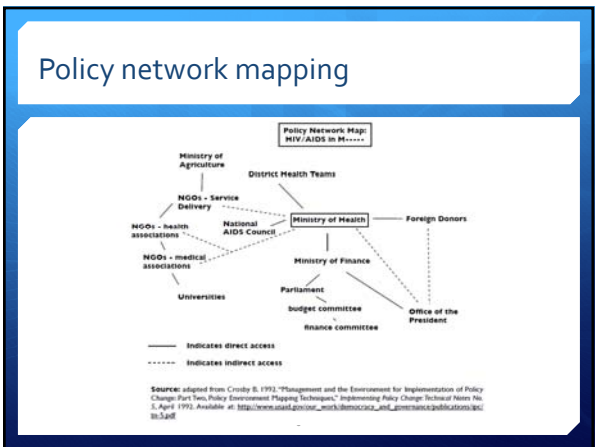 Policy network mapping
Policy Network Map:
HIV/AIDS in M-----
Ministry of
Agriculture
District Health Teams
NGOs - Service
Delivery
NGOs - health
associations
National
AIDS Council
Ministry of Health
Foreign Donors
NGOs - medical
associations
Ministry of Finance
Universities
Parliament
budget committee
finance committee
Office of the
President
Indicates direct access
Indicates indirect access
Source: adapted from Crosby B. 1992. "Management and the Environment for Implementation of Policy
Change: Part Two, Policy Environment Mapping Techniques," Implementing Policy Change Technical Notes No.
5, April 1992. Available at: http://www.usaid.gov/our_work/democracy_and_governance/publications/ipc/
tn-5.pdf